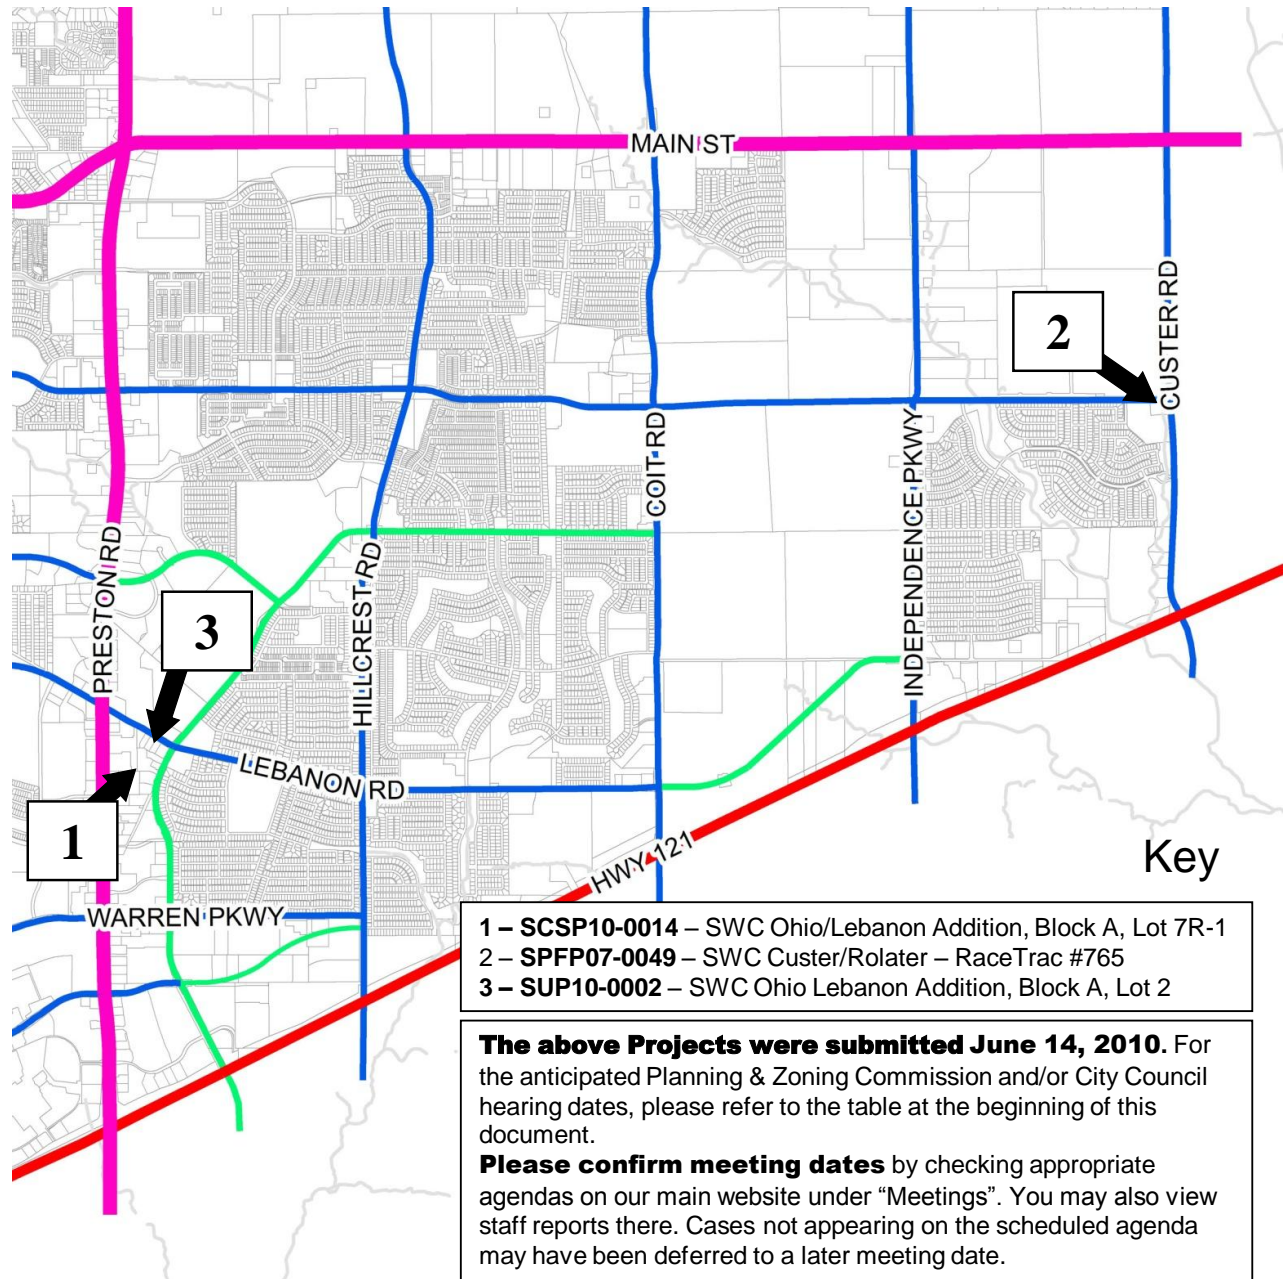 MAIN ST
CUSTER RD
2
COIT RD
INDEPENDENCE PKWY
PRESTON RD
HILLCREST RD
3
LEBANON RD
1
HWY 121
WARREN PKWY
Key
1 – SCSP10-0014 – SWC Ohio/Lebanon Addition, Block A, Lot 7R-1
2 – SPFP07-0049 – SWC Custer/Rolater – RaceTrac #765
3 – SUP10-0002 – SWC Ohio Lebanon Addition, Block A, Lot 2
The above Projects were submitted June 14, 2010. For
the anticipated Planning & Zoning Commission and/or City Council
hearing dates, please refer to the table at the beginning of this
document.
Please confirm meeting dates by checking appropriate
agendas on our main website under “Meetings”. You may also view
staff reports there. Cases not appearing on the scheduled agenda
may have been deferred to a later meeting date.